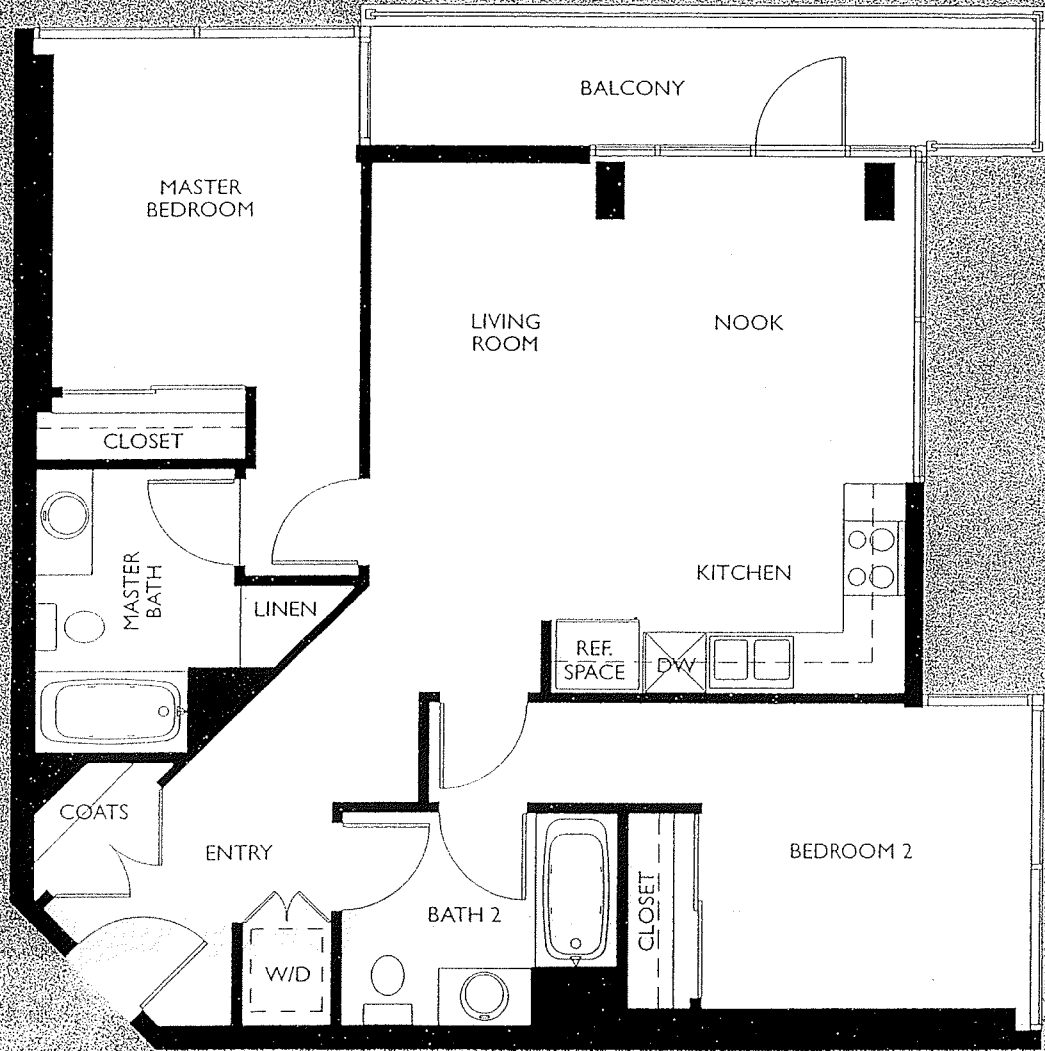 BALCONY
MASTER
BEDROOM
LIVING
ROOM
NOOK
CLOSET
MASTER
BATH
LINEN
KITCHEN
REF.
SPACE
DW
COATS
ENTRY
BEDROOM 2
CLOSET
BATH 2
W/D